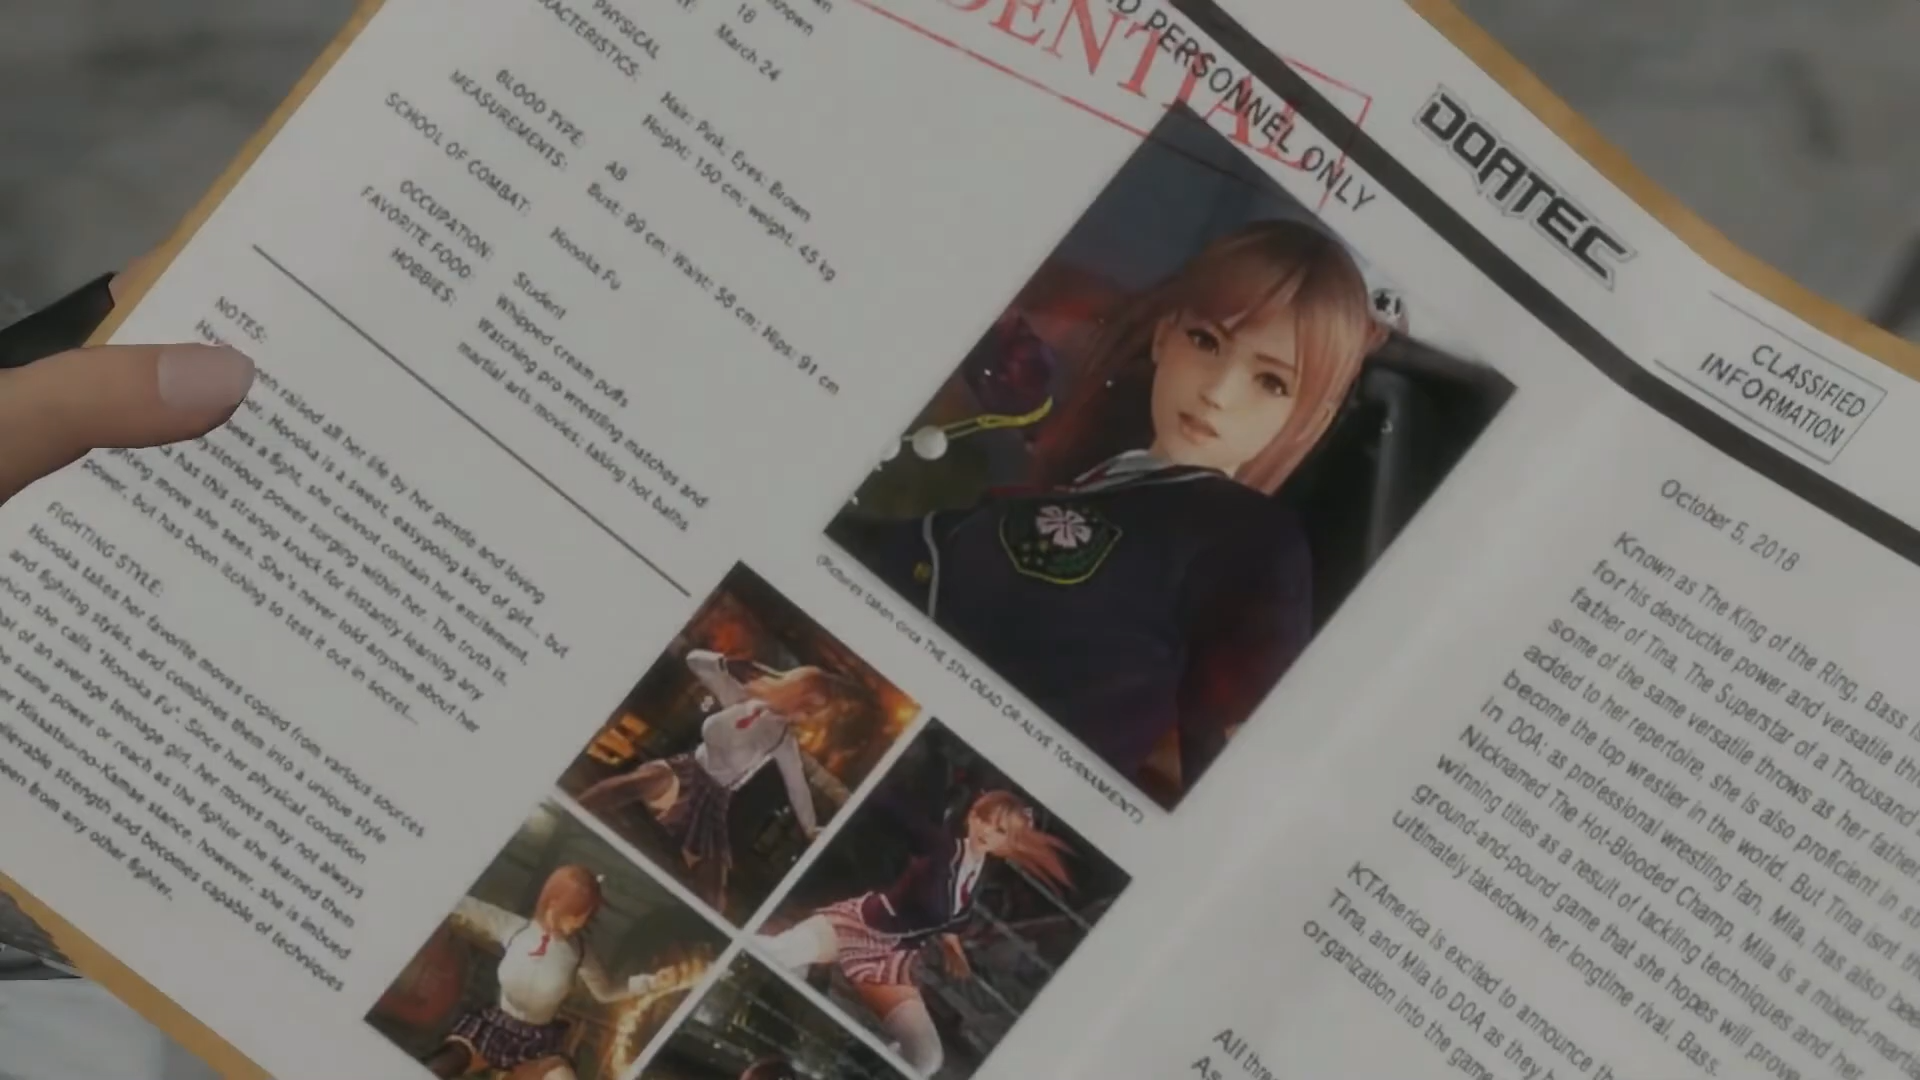 DENTIAL
PERSONNEL ONLY
DOATEC
CLASSIFIED
INFORMATION
18
March 24
PHYSICAL
Hair: Pink; Eyes: Brown
Height: 150 cm; weight: 45 kg
BLOOD TYPE: AB
MEASUREMENTS: Bust: 99 cm; Waist: 58 cm; Hips: 91 cm
SCHOOL OF COMBAT: Honoka Fu
OCCUPATION: Student
FAVORITE FOOD: Whipped cream puffs
HOBBIES: Watching pro wrestling matches and
martial arts movies; taking hot baths
NOTES:
raised all her life by her gentle and loving
Honoka is a sweet, easygoing kind of girl... but
a fight, she cannot contain her excitement,
power surging within her. The truth is,
has this strange knack for instantly learning any
move she sees. She's never told anyone about her
power, but has been itching to test it out in secret...
FIGHTING STYLE:
Honoka takes her favorite moves copied from various sources
and fighting styles, and combines them into a unique style
which she calls "Honoka Fu". Since her physical condition
of an average teenage girl, her moves may not always
same power or reach as the fighter she learned them
stance, however, she is imbued
strength and becomes capable of techniques
from any other fighter.
(Pictures taken circa THE 5TH DEAD OR ALIVE TOURNAMENT)
October 5, 2018
Known as The King of the Ring, Bass
for his destructive power and versatile
father of Tina, The Superstar of a Thousand
some of the same versatile throws as her father
added to her repertoire, she is also proficient in
become the top wrestler in the world. But Tina isnt
in DOA; as professional wrestling fan, Mila, has also
Nicknamed The Hot-Blooded Champ, Mila is a
winning titles as a result of tackling techniques and her
ground-and-pound game that she hopes will
ultimately takedown her longtime rival, Bass.
KTAmerica is excited to announce
Tina, and Mila to DOA as they
organization into the game
All
As